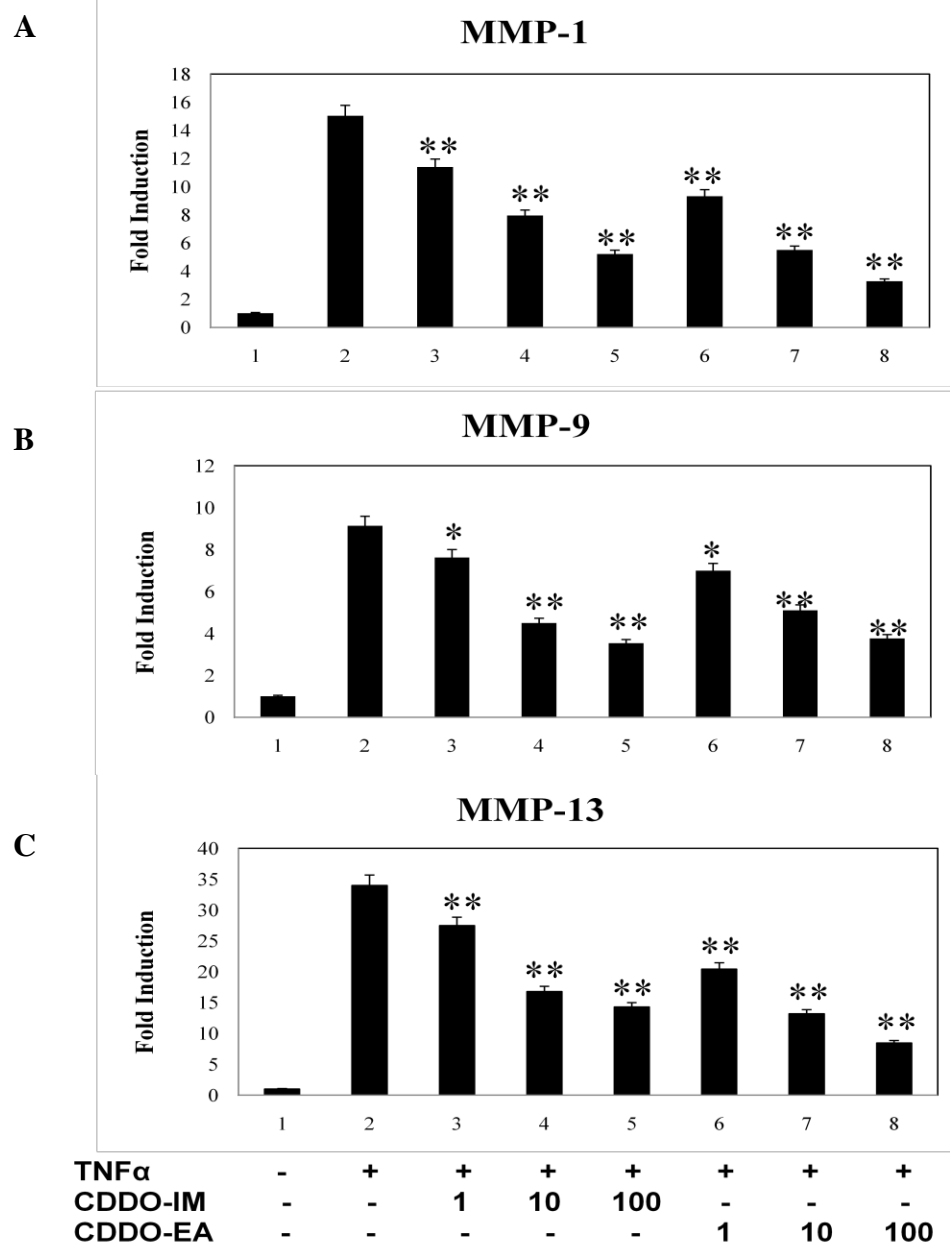 A
MMP-1
Fold Induction
18
16
14
12
10
8
6
4
2
0
** ** ** ** ** **
1 2 3 4 5 6 7 8
B
MMP-9
Fold Induction
12
10
8
6
4
2
0
* ** ** * ** **
1 2 3 4 5 6 7 8
C
MMP-13
Fold Induction
40
35
30
25
20
15
10
5
0
** ** ** ** ** **
1 2 3 4 5 6 7 8
TNFα - + + + + + + +
CDDO-IM - - 1 10 100 - - -
CDDO-EA - - - - - 1 10 100